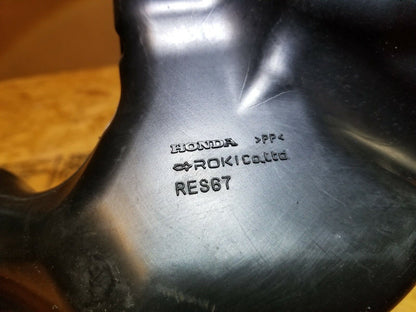 HONDA >PP<
ROKI Co.,Ltd
RES67